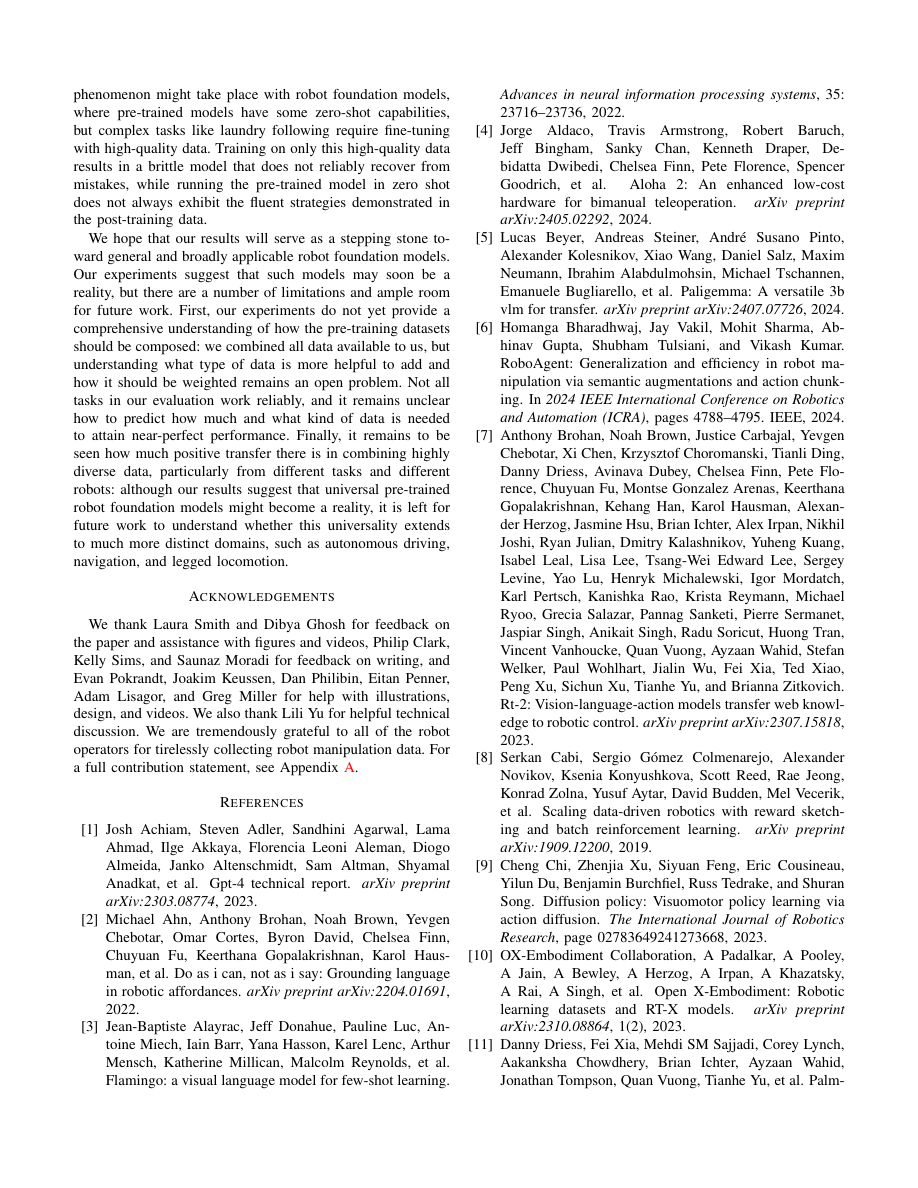 phenomenon might take place with robot foundation models,
where pre-trained models have some zero-shot capabilities,
but complex tasks like laundry following require fine-tuning
with high-quality data. Training on only this high-quality data
results in a brittle model that does not reliably recover from
mistakes, while running the pre-trained model in zero shot
does not always exhibit the fluent strategies demonstrated in
the post-training data.
We hope that our results will serve as a stepping stone to-
ward general and broadly applicable robot foundation models.
Our experiments suggest that such models may soon be a
reality, but there are a number of limitations and ample room
for future work. First, our experiments do not yet provide a
comprehensive understanding of how the pre-training datasets
should be composed: we combined all data available to us, but
understanding what type of data is more helpful to add and
how it should be weighted remains an open problem. Not all
tasks in our evaluation work reliably, and it remains unclear
how to predict how much and what kind of data is needed
to attain near-perfect performance. Finally, it remains to be
seen how much positive transfer there is in combining highly
diverse data, particularly from different tasks and different
robots: although our results suggest that universal pre-trained
robot foundation models might become a reality, it is left for
future work to understand whether this universality extends
to much more distinct domains, such as autonomous driving,
navigation, and legged locomotion.
ACKNOWLEDGEMENTS
We thank Laura Smith and Dibya Ghosh for feedback on
the paper and assistance with figures and videos, Philip Clark,
Kelly Sims, and Saunaz Moradi for feedback on writing, and
Evan Pokrandt, Joakim Keussen, Dan Philibin, Eitan Penner,
Adam Lisagor, and Greg Miller for help with illustrations,
design, and videos. We also thank Lili Yu for helpful technical
discussion. We are tremendously grateful to all of the robot
operators for tirelessly collecting robot manipulation data. For
a full contribution statement, see Appendix A.
REFERENCES
[1] Josh Achiam, Steven Adler, Sandhini Agarwal, Lama
Ahmad, Ilge Akkaya, Florencia Leoni Aleman, Diogo
Almeida, Janko Altenschmidt, Sam Altman, Shyamal
Anadkat, et al. Gpt-4 technical report. arXiv preprint
arXiv:2303.08774, 2023.
[2] Michael Ahn, Anthony Brohan, Noah Brown, Yevgen
Chebotar, Omar Cortes, Byron David, Chelsea Finn,
Chuyuan Fu, Keerthana Gopalakrishnan, Karol Haus-
man, et al. Do as i can, not as i say: Grounding language
in robotic affordances. arXiv preprint arXiv:2204.01691,
2022.
[3] Jean-Baptiste Alayrac, Jeff Donahue, Pauline Luc, An-
toine Miech, Iain Barr, Yana Hasson, Karel Lenc, Arthur
Mensch, Katherine Millican, Malcolm Reynolds, et al.
Flamingo: a visual language model for few-shot learning.
Advances in neural information processing systems, 35:
23716–23736, 2022.
[4] Jorge Aldaco, Travis Armstrong, Robert Baruch,
Jeff Bingham, Sanky Chan, Kenneth Draper, De-
bidatta Dwibedi, Chelsea Finn, Pete Florence, Spencer
Goodrich, et al. Aloha 2: An enhanced low-cost
hardware for bimanual teleoperation. arXiv preprint
arXiv:2405.02292, 2024.
[5] Lucas Beyer, Andreas Steiner, André Susano Pinto,
Alexander Kolesnikov, Xiao Wang, Daniel Salz, Maxim
Neumann, Ibrahim Alabdulmohsin, Michael Tschannen,
Emanuele Bugliarello, et al. Paligemma: A versatile 3b
vlm for transfer. arXiv preprint arXiv:2407.07726, 2024.
[6] Homanga Bharadhwaj, Jay Vakil, Mohit Sharma, Ab-
hinav Gupta, Shubham Tulsiani, and Vikash Kumar.
RoboAgent: Generalization and efficiency in robot ma-
nipulation via semantic augmentations and action chunk-
ing. In 2024 IEEE International Conference on Robotics
and Automation (ICRA), pages 4788–4795. IEEE, 2024.
[7] Anthony Brohan, Noah Brown, Justice Carbajal, Yevgen
Chebotar, Xi Chen, Krzysztof Choromanski, Tianli Ding,
Danny Driess, Avinava Dubey, Chelsea Finn, Pete Flo-
rence, Chuyuan Fu, Montse Gonzalez Arenas, Keerthana
Gopalakrishnan, Kehang Han, Karol Hausman, Alexan-
der Herzog, Jasmine Hsu, Brian Ichter, Alex Irpan, Nikhil
Joshi, Ryan Julian, Dmitry Kalashnikov, Yuheng Kuang,
Isabel Leal, Lisa Lee, Tsang-Wei Edward Lee, Sergey
Levine, Yao Lu, Henryk Michalewski, Igor Mordatch,
Karl Pertsch, Kanishka Rao, Krista Reymann, Michael
Ryoo, Grecia Salazar, Pannag Sanketi, Pierre Sermanet,
Jaspiar Singh, Anikait Singh, Radu Soricut, Huong Tran,
Vincent Vanhoucke, Quan Vuong, Ayzaan Wahid, Stefan
Welker, Paul Wohlhart, Jialin Wu, Fei Xia, Ted Xiao,
Peng Xu, Sichun Xu, Tianhe Yu, and Brianna Zitkovich.
Rt-2: Vision-language-action models transfer web knowl-
edge to robotic control. arXiv preprint arXiv:2307.15818,
2023.
[8] Serkan Cabi, Sergio Gómez Colmenarejo, Alexander
Novikov, Ksenia Konyushkova, Scott Reed, Rae Jeong,
Konrad Zolna, Yusuf Aytar, David Budden, Mel Vecerik,
et al. Scaling data-driven robotics with reward sketch-
ing and batch reinforcement learning. arXiv preprint
arXiv:1909.12200, 2019.
[9] Cheng Chi, Zhenjia Xu, Siyuan Feng, Eric Cousineau,
Yilun Du, Benjamin Burchfiel, Russ Tedrake, and Shuran
Song. Diffusion policy: Visuomotor policy learning via
action diffusion. The International Journal of Robotics
Research, page 02783649241273668, 2023.
[10] OX-Embodiment Collaboration, A Padalkar, A Pooley,
A Jain, A Bewley, A Herzog, A Irpan, A Khazatsky,
A Rai, A Singh, et al. Open X-Embodiment: Robotic
learning datasets and RT-X models. arXiv preprint
arXiv:2310.08864, 1(2), 2023.
[11] Danny Driess, Fei Xia, Mehdi SM Sajjadi, Corey Lynch,
Aakanksha Chowdhery, Brian Ichter, Ayzaan Wahid,
Jonathan Tompson, Quan Vuong, Tianhe Yu, et al. Palm-